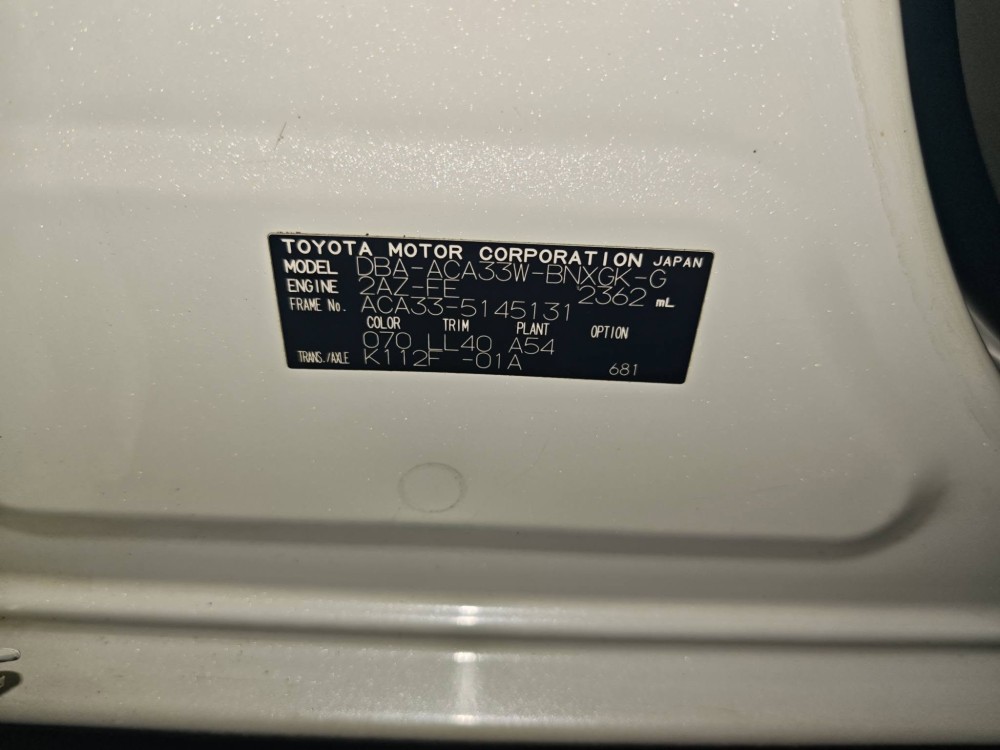 TOYOTA MOTOR CORPORATION JAPAN
MODEL DBA-ACA33W-BNXGK-G
ENGINE 2AZ-FE 2362 mL
FRAME No. ACA33-5145131
COLOR TRIM PLANT OPTION
070 LL40 A54
TRANS./AXLE K112F -01A 681